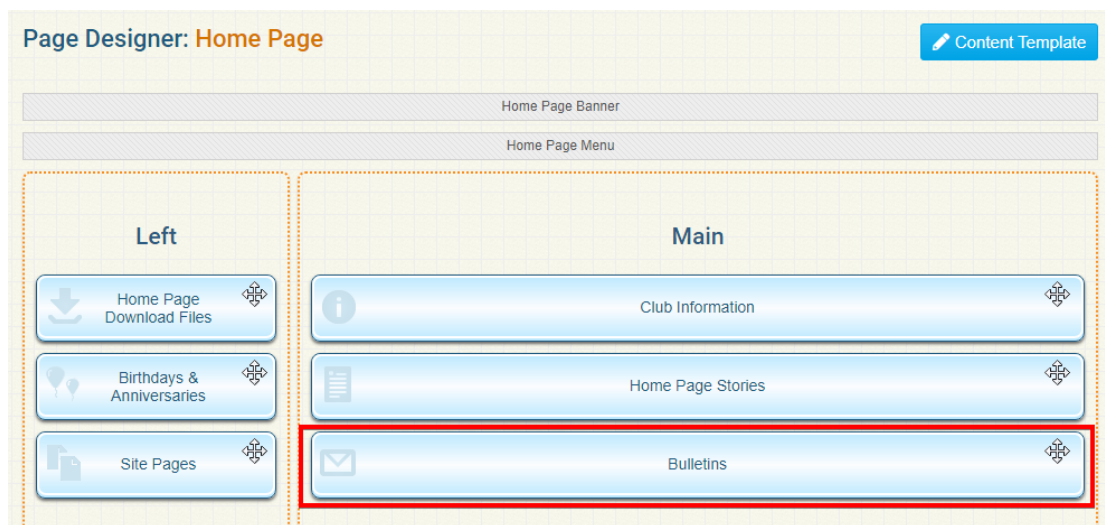 Page Designer: Home Page
Content Template
Home Page Banner
Home Page Menu
Left
Main
Home Page
Download Files
Club Information
Birthdays &
Anniversaries
Home Page Stories
Site Pages
Bulletins